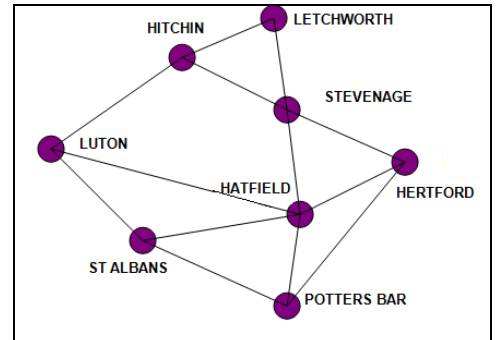 LETCHWORTH
HITCHIN
STEVENAGE
LUTON
HATFIELD
HERTFORD
ST ALBANS
POTTERS BAR